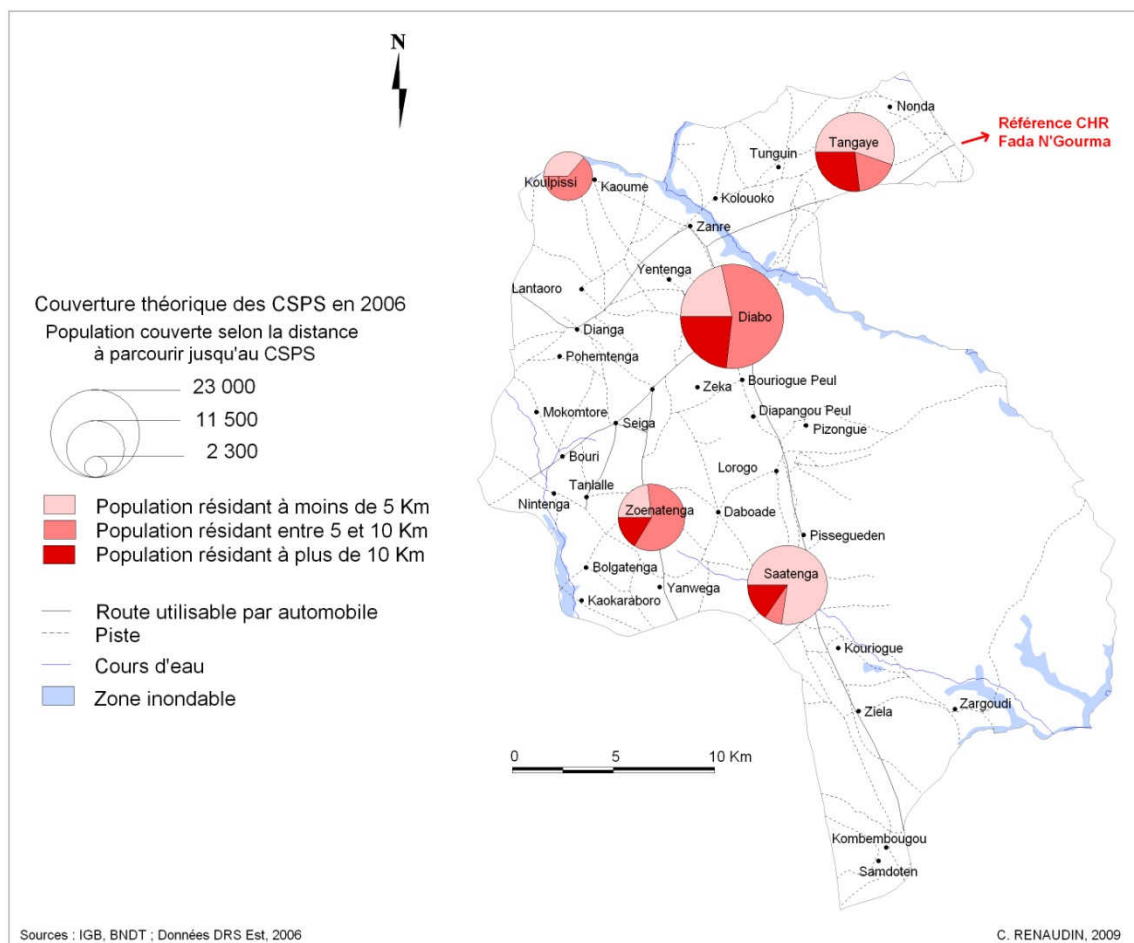 N
Nonda
Référence CHR
Fada N'Gourma
Tangaye
Tunguin
Koulpissi
Kaoume
Kolouoko
Zanre
Yentenga
Lantaoro
Diabo
Dianga
Pohemtenga
Zeka
Bouriogue Peul
Diapangou Peul
Pizongue
Mokomtore
Seiga
Bouri
Lorogo
Tanlalle
Nintenga
Zoenatenga
Daboade
Pissegueden
Bolgatenga
Yanwega
Saatenga
Kaokaraboro
Kouriogue
Ziela
Zargoudi
Kombembougou
Samdoten
Couverture théorique des CSPS en 2006
Population couverte selon la distance
à parcourir jusqu'au CSPS
23 000
11 500
2 300
Population résidant à moins de 5 Km
Population résidant entre 5 et 10 Km
Population résidant à plus de 10 Km
Route utilisable par automobile
Piste
Cours d'eau
Zone inondable
0 5 10 Km
Sources : IGB, BNDT ; Données DRS Est, 2006
C. RENAUDIN, 2009